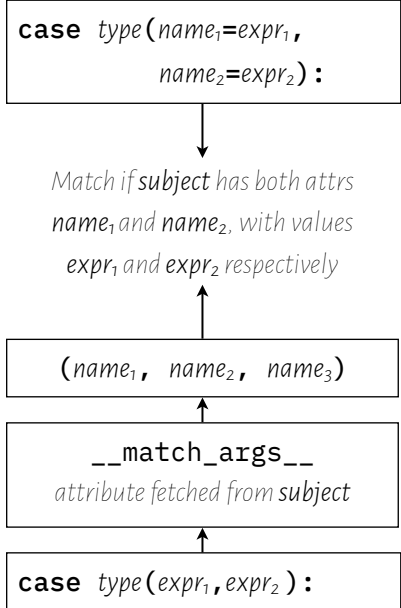 case type(name₁=expr₁,
name₂=expr₂):
Match if subject has both attrs
name₁ and name₂, with values
expr₁ and expr₂ respectively
(name₁, name₂, name₃)
__match_args__
attribute fetched from subject
case type(expr₁,expr₂ ):